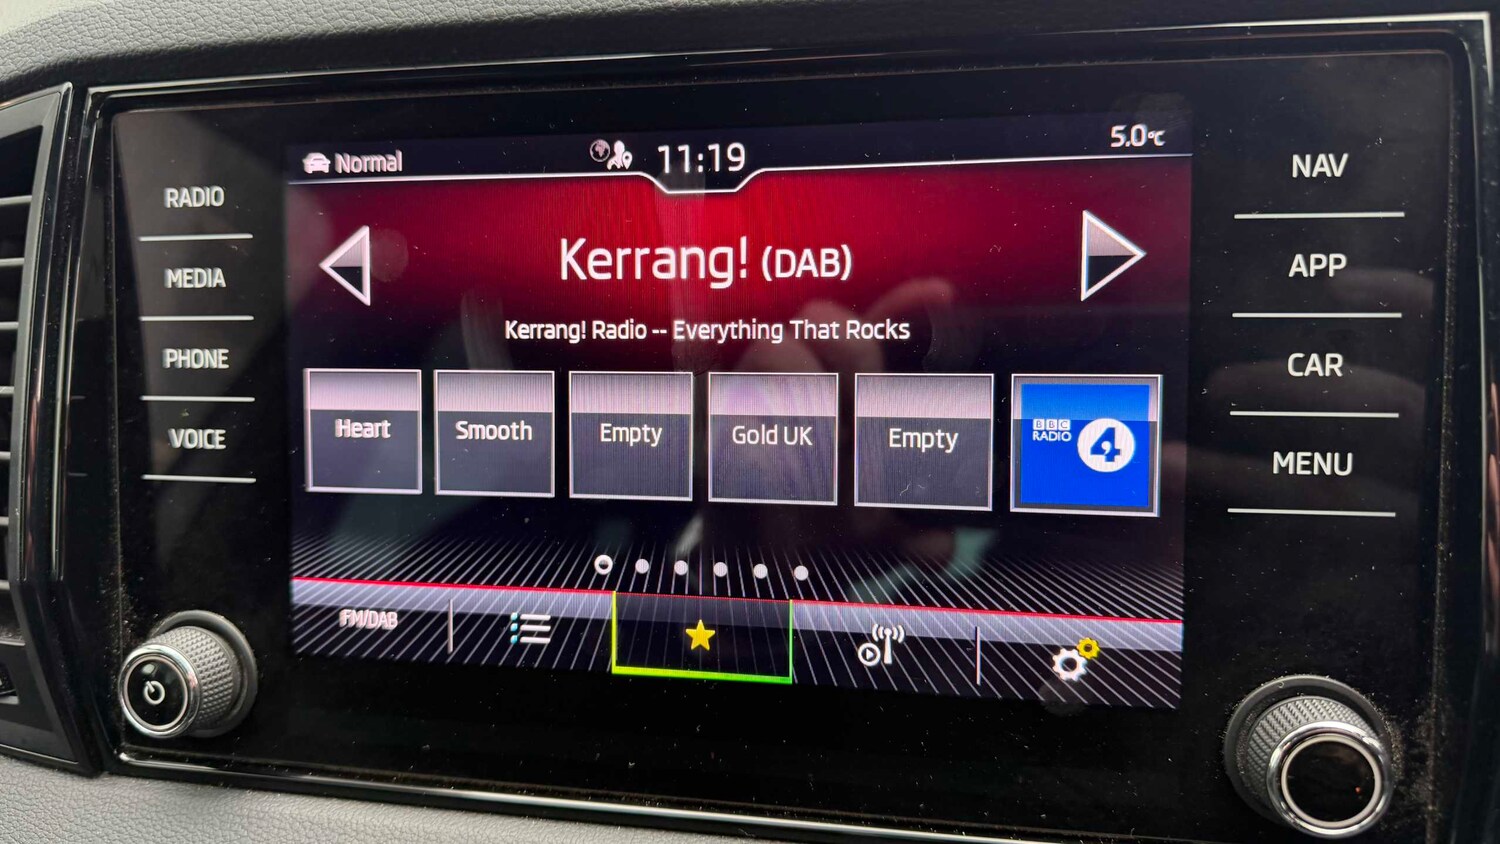 Normal
11:19
5.0°C
RADIO
MEDIA
PHONE
VOICE
Kerrang! (DAB)
Kerrang! Radio -- Everything That Rocks
Heart
Smooth
Empty
Gold UK
Empty
BBC
RADIO
4
FM/DAB
NAV
APP
CAR
MENU